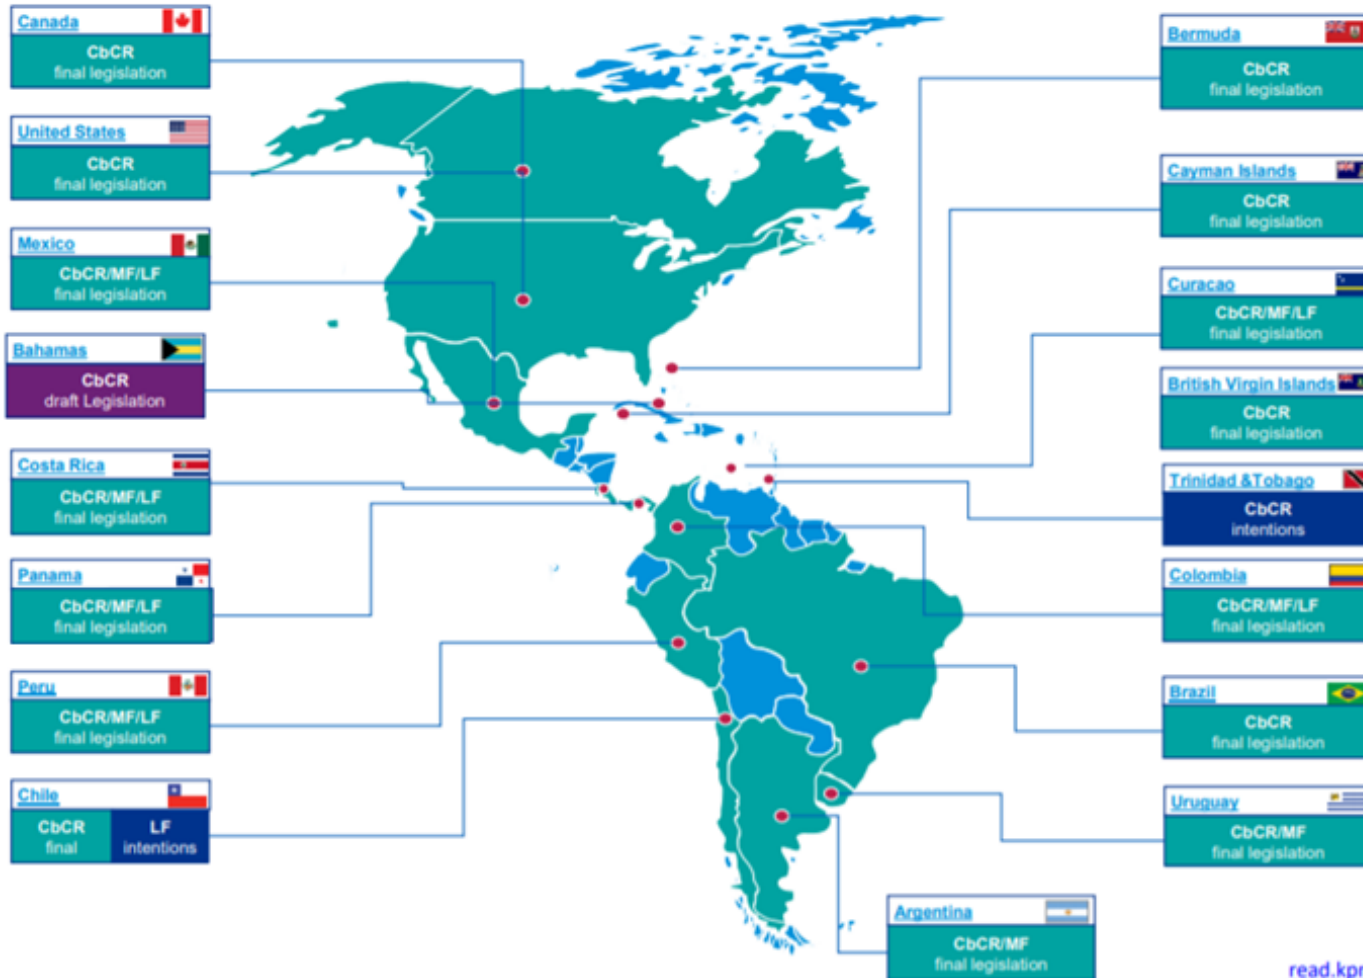 Canada
CbCR
final legislation
United States
CbCR
final legislation
Mexico
CbCR/MF/LF
final legislation
Bahamas
CbCR
draft Legislation
Costa Rica
CbCR/MF/LF
final legislation
Panama
CbCR/MF/LF
final legislation
Peru
CbCR/MF/LF
final legislation
Chile
CbCR
final
LF
intentions
Bermuda
CbCR
final legislation
Cayman Islands
CbCR
final legislation
Curacao
CbCR/MF/LF
final legislation
British Virgin Islands
CbCR
final legislation
Trinidad &Tobago
CbCR
intentions
Colombia
CbCR/MF/LF
final legislation
Brazil
CbCR
final legislation
Uruguay
CbCR/MF
final legislation
Argentina
CbCR/MF
final legislation